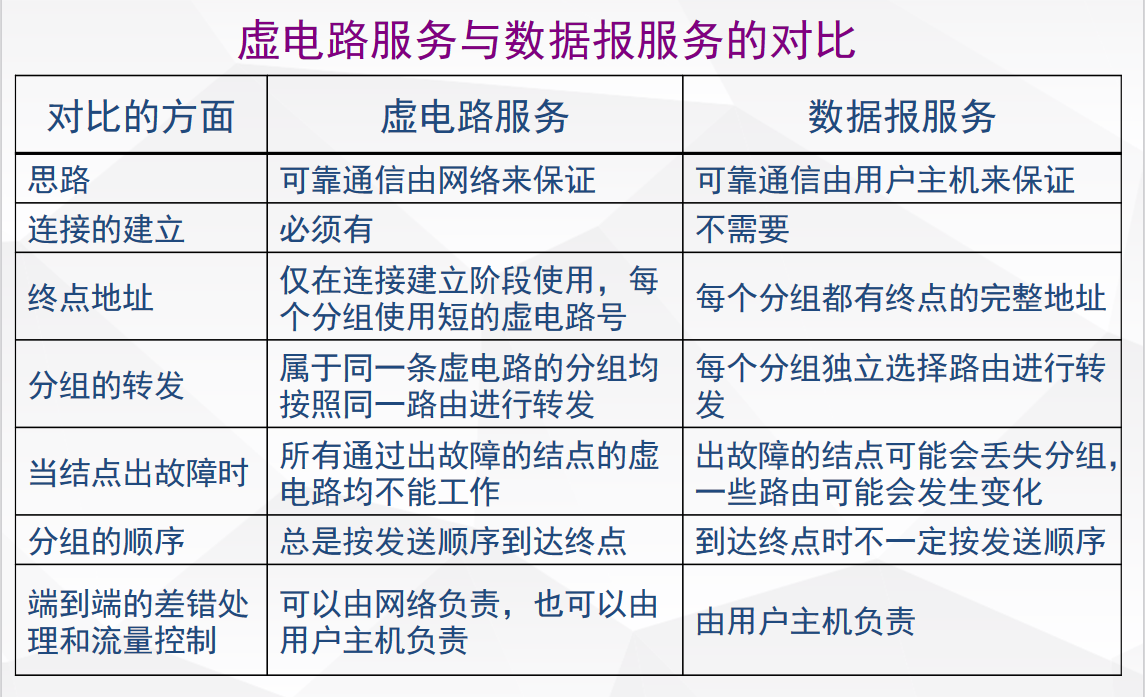 虚电路服务与数据报服务的对比
对比的方面
虚电路服务
数据报服务
思路
可靠通信由网络来保证
可靠通信由用户主机来保证
连接的建立
必须有
不需要
终点地址
仅在连接建立阶段使用，每
个分组使用短的虚电路号
每个分组都有终点的完整地址
分组的转发
属于同一条虚电路的分组均
按照同一路由进行转发
每个分组独立选择路由进行转
发
当结点出故障时
所有通过出故障的结点的虚
电路均不能工作
出故障的结点可能会丢失分组，
一些路由可能会发生变化
分组的顺序
总是按发送顺序到达终点
到达终点时不一定按发送顺序
端到端的差错处
理和流量控制
可以由网络负责，也可以由
用户主机负责
由用户主机负责